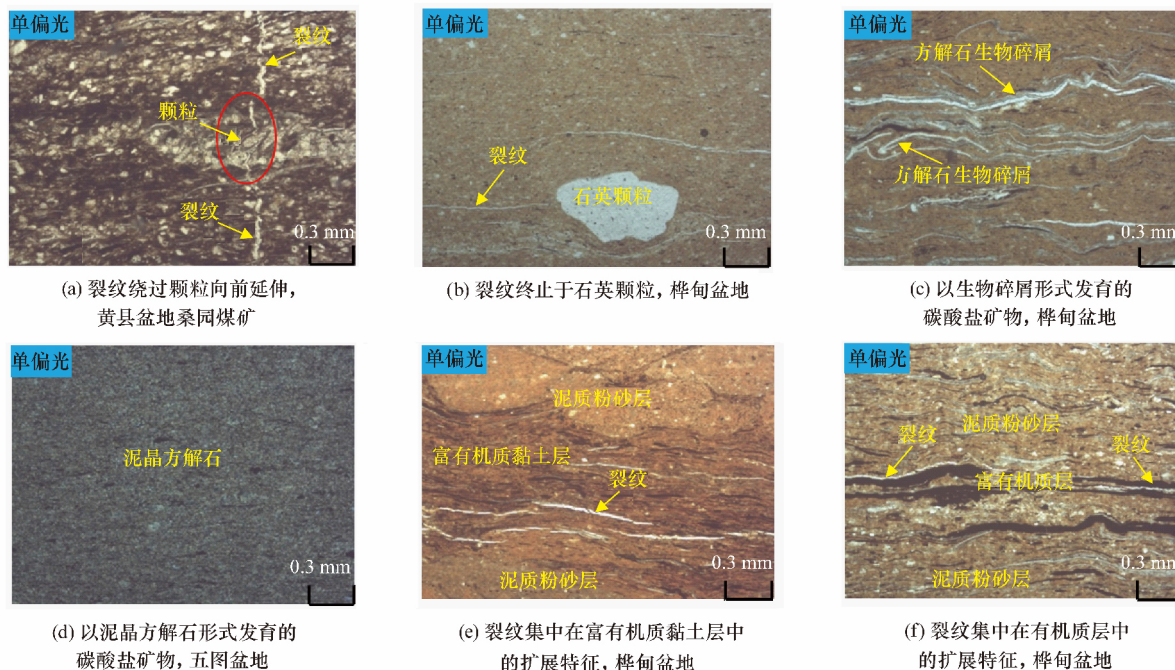 单偏光
裂纹
颗粒
裂纹
0.3 mm
(a) 裂纹绕过颗粒向前延伸,
黄县盆地桑园煤矿
单偏光
裂纹
石英颗粒
0.3 mm
(b) 裂纹终止于石英颗粒, 桦甸盆地
单偏光
方解石生物碎屑
方解石生物碎屑
0.3 mm
(c) 以生物碎屑形式发育的
碳酸盐矿物, 桦甸盆地
单偏光
泥晶方解石
0.3 mm
(d) 以泥晶方解石形式发育的
碳酸盐矿物, 五图盆地
单偏光
泥质粉砂层
富有机质黏土层
裂纹
泥质粉砂层
0.3 mm
(e) 裂纹集中在富有机质黏土层中
的扩展特征, 桦甸盆地
单偏光
泥质粉砂层
裂纹
裂纹
富有机质层
泥质粉砂层
0.3 mm
(f) 裂纹集中在有机质层中
的扩展特征, 桦甸盆地